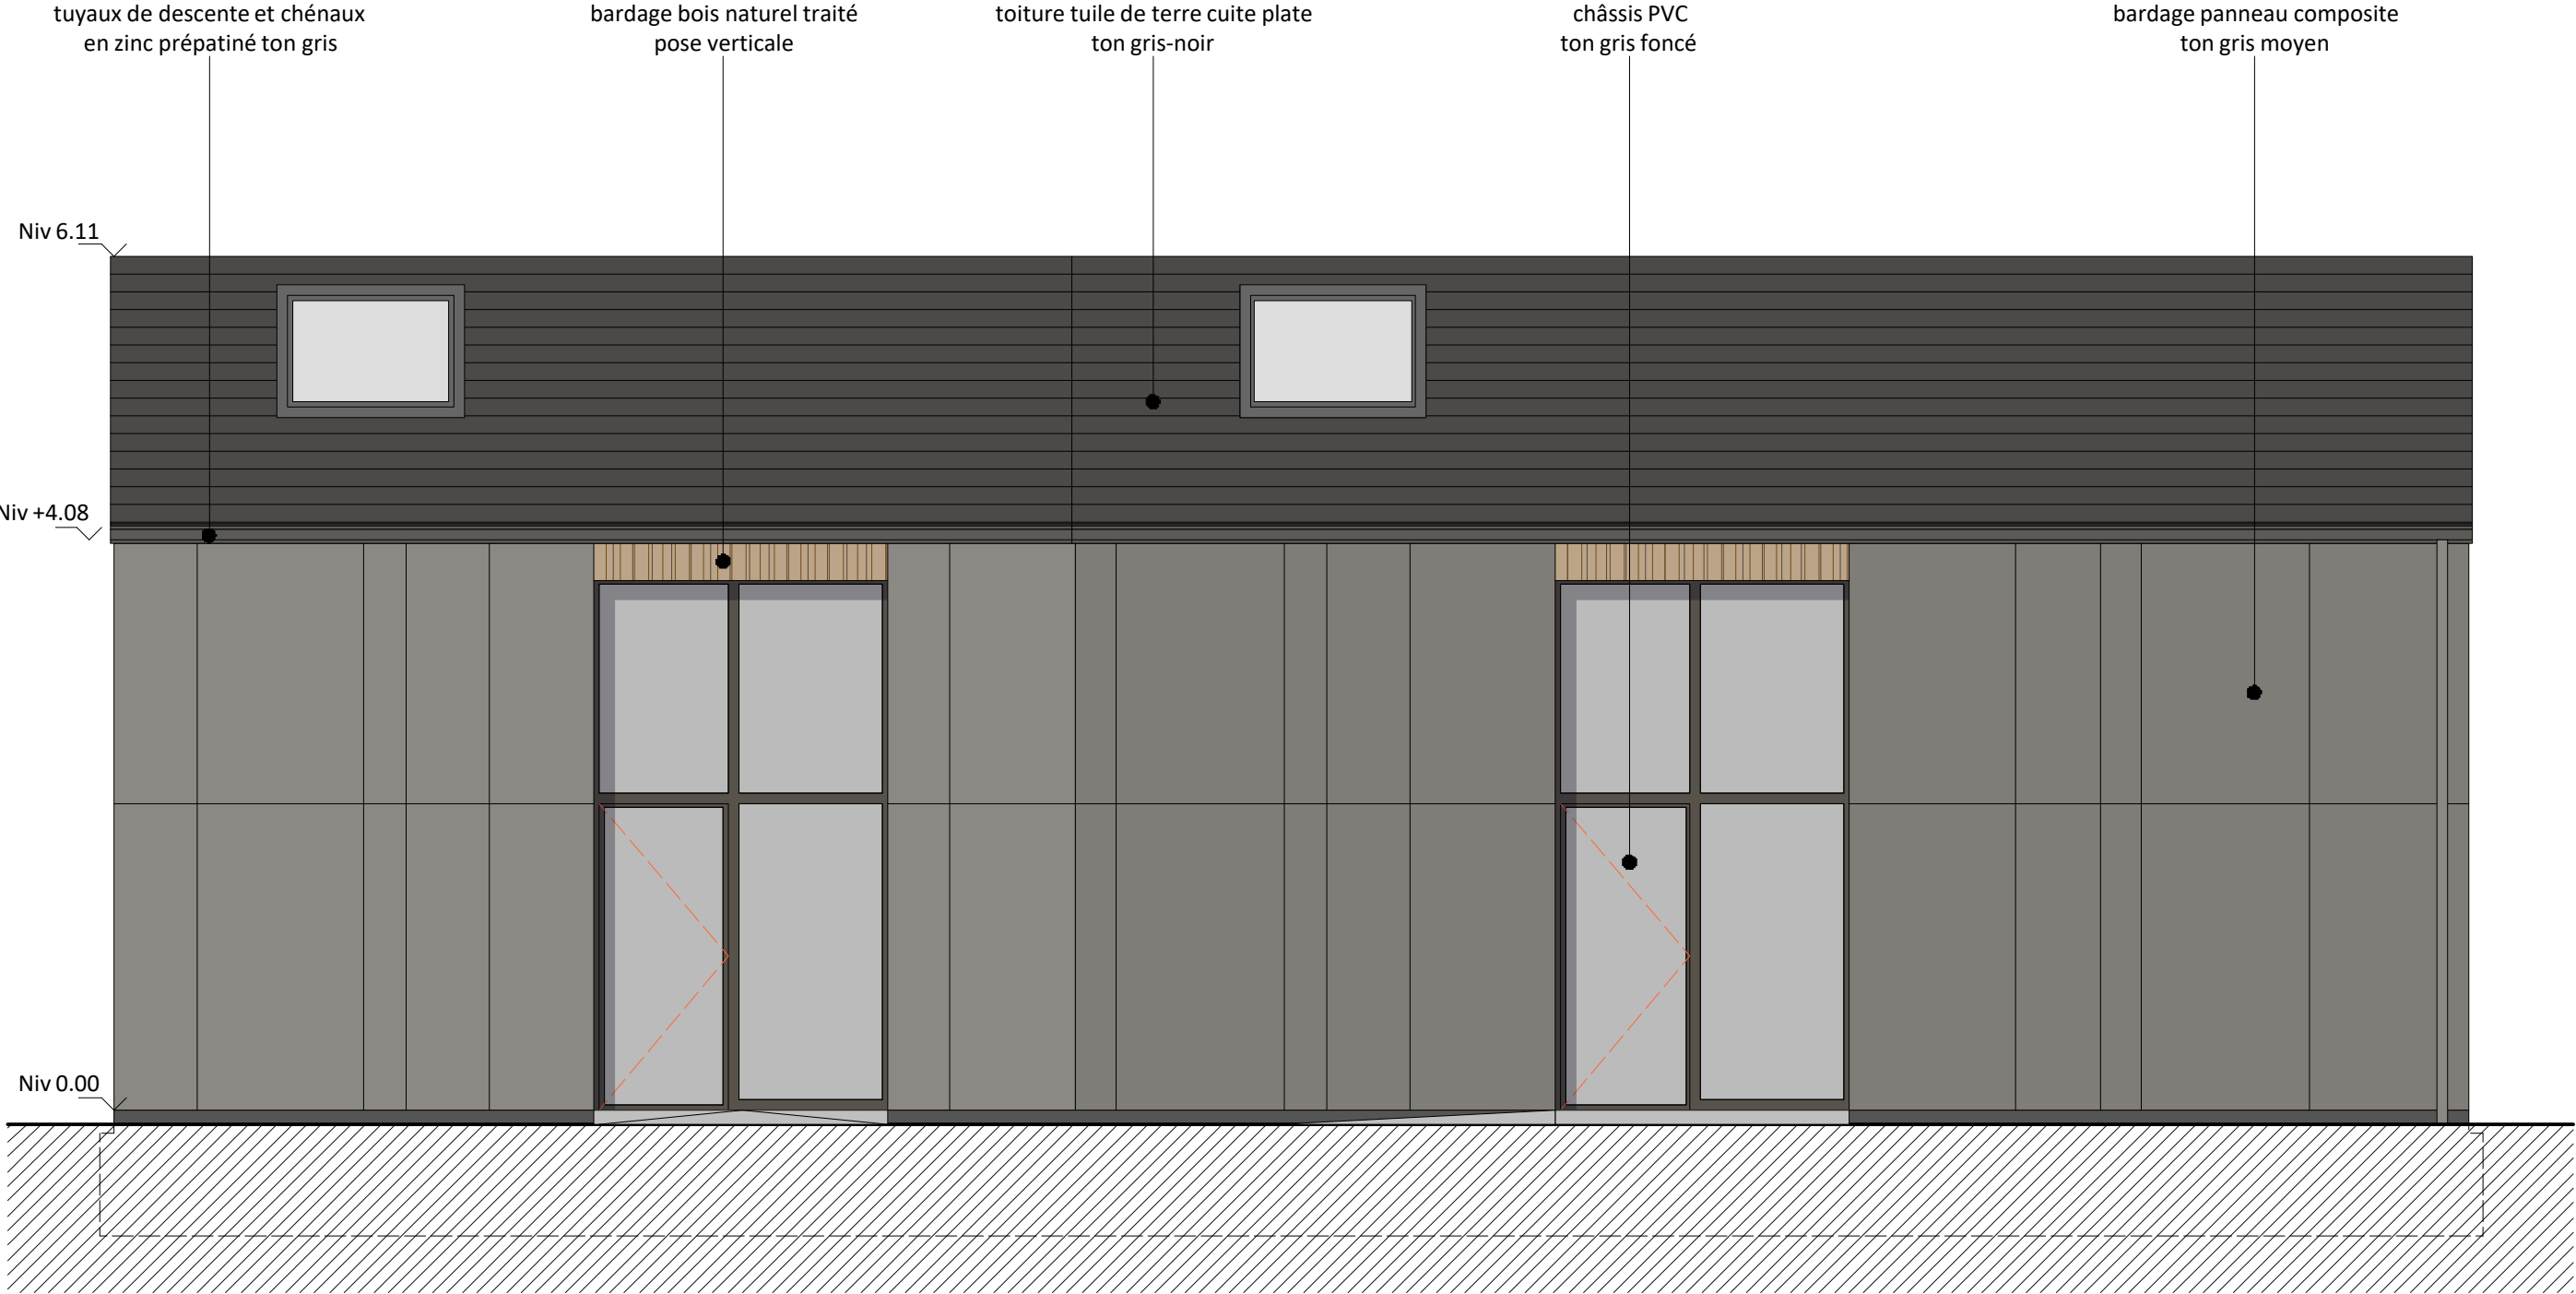 tuyaux de descente et chénaux
en zinc prépatiné ton gris
bardage bois naturel traité
pose verticale
toiture tuile de terre cuite plate
ton gris-noir
châssis PVC
ton gris foncé
bardage panneau composite
ton gris moyen
Niv 6.11
Niv +4.08
Niv 0.00